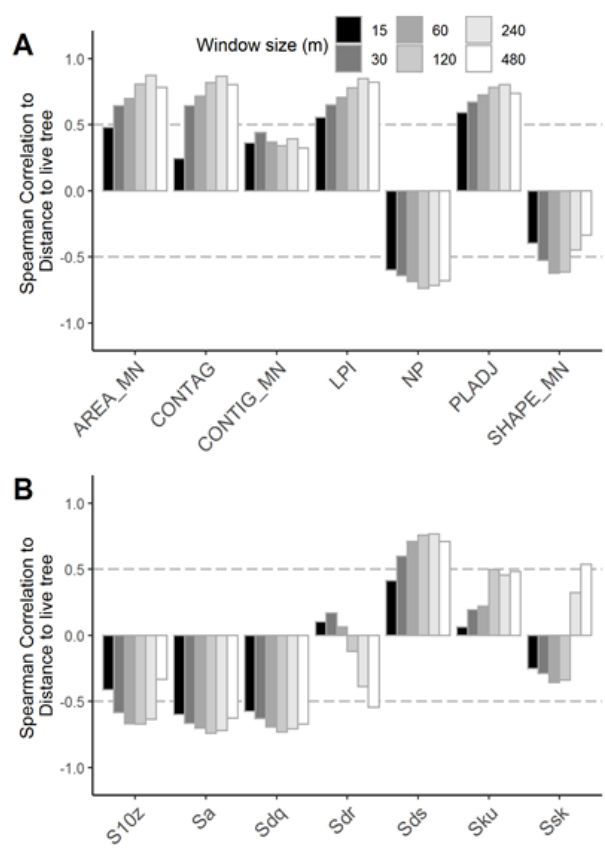 A
Window size (m)
15 60 240
30 120 480
Spearman Correlation to
Distance to live tree
1.0
0.5
0.0
-0.5
-1.0
AREA_MN
CONTAG
CONTIG_MN
LPI
NP
PLADJ
SHAPE_MN
B
Spearman Correlation to
Distance to live tree
1.0
0.5
0.0
-0.5
-1.0
S10z
Sa
Sdq
Sdr
Sds
Sku
Ssk